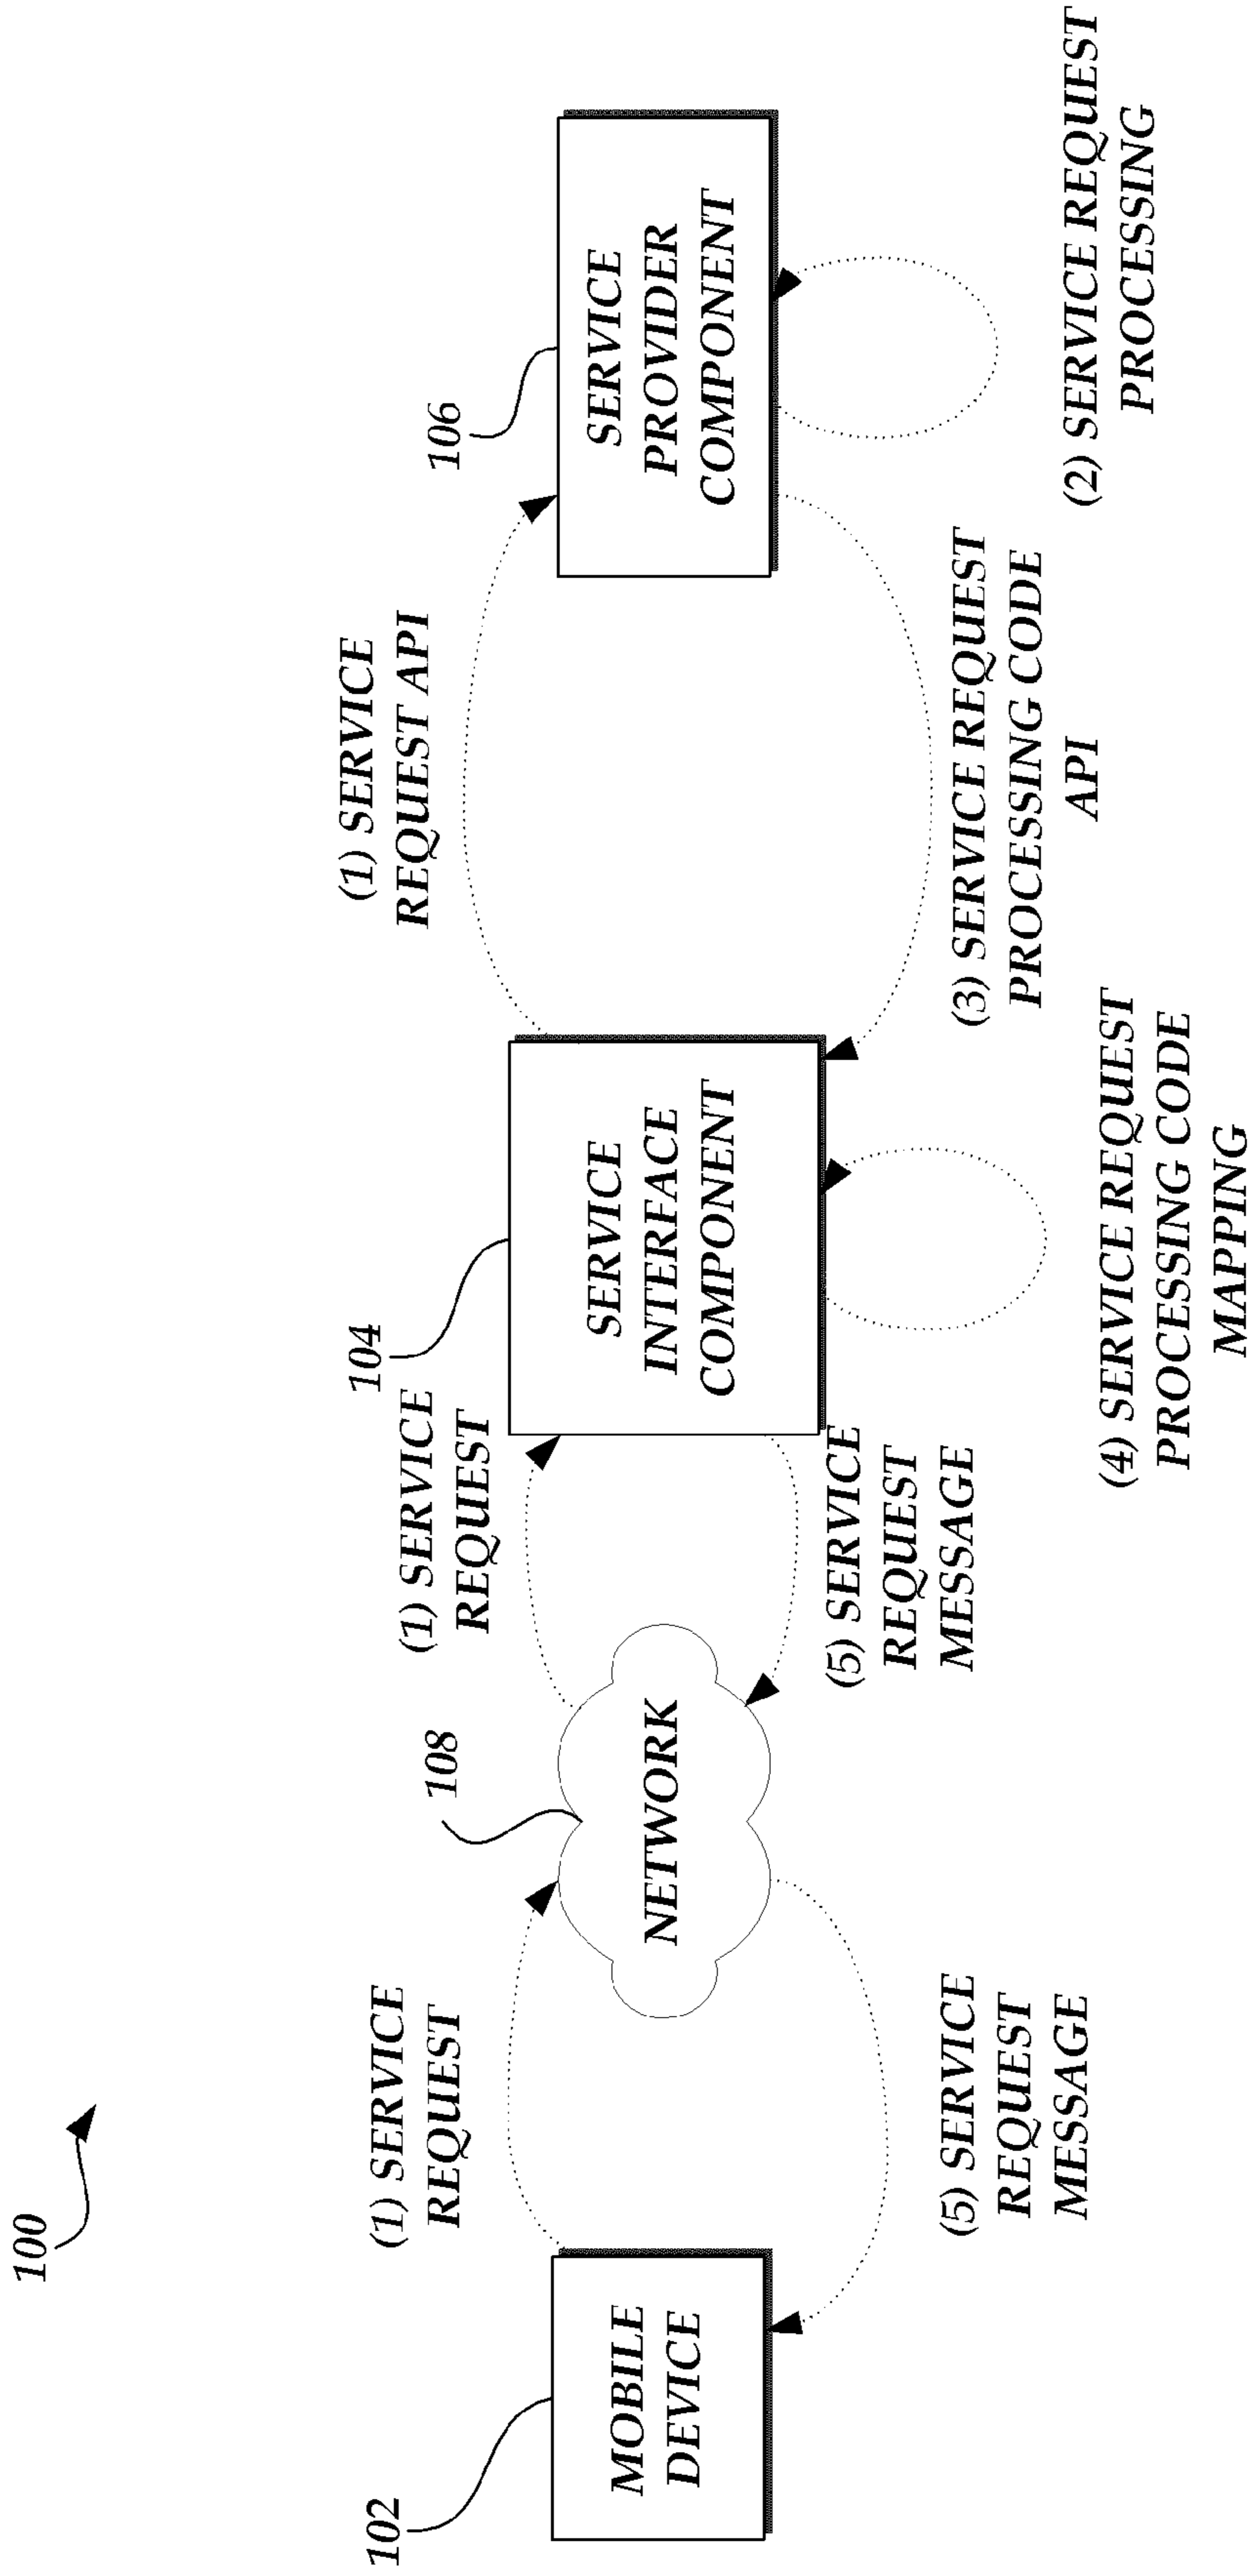 100
102
MOBILE
DEVICE
(1) SERVICE
REQUEST
(5) SERVICE
REQUEST
MESSAGE
108
NETWORK
(1) SERVICE
REQUEST
(5) SERVICE
REQUEST
MESSAGE
104
SERVICE
INTERFACE
COMPONENT
(4) SERVICE REQUEST
PROCESSING CODE
MAPPING
(1) SERVICE
REQUEST API
(3) SERVICE REQUEST
PROCESSING CODE
API
106
SERVICE
PROVIDER
COMPONENT
(2) SERVICE REQUEST
PROCESSING